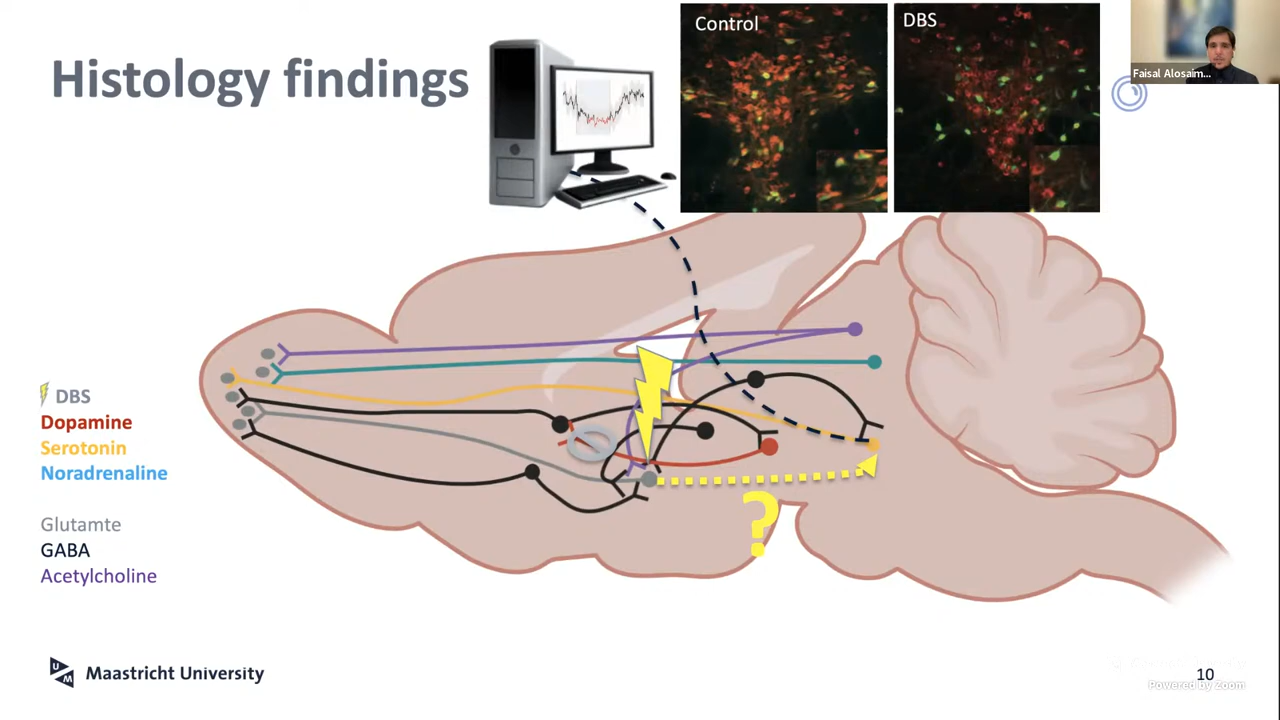 Histology findings
Control
DBS
Faisal Alosaim...
DBS
Dopamine
Serotonin
Noradrenaline
Glutamte
GABA
Acetylcholine
?
UM
Maastricht University
10
Powered by Zoom